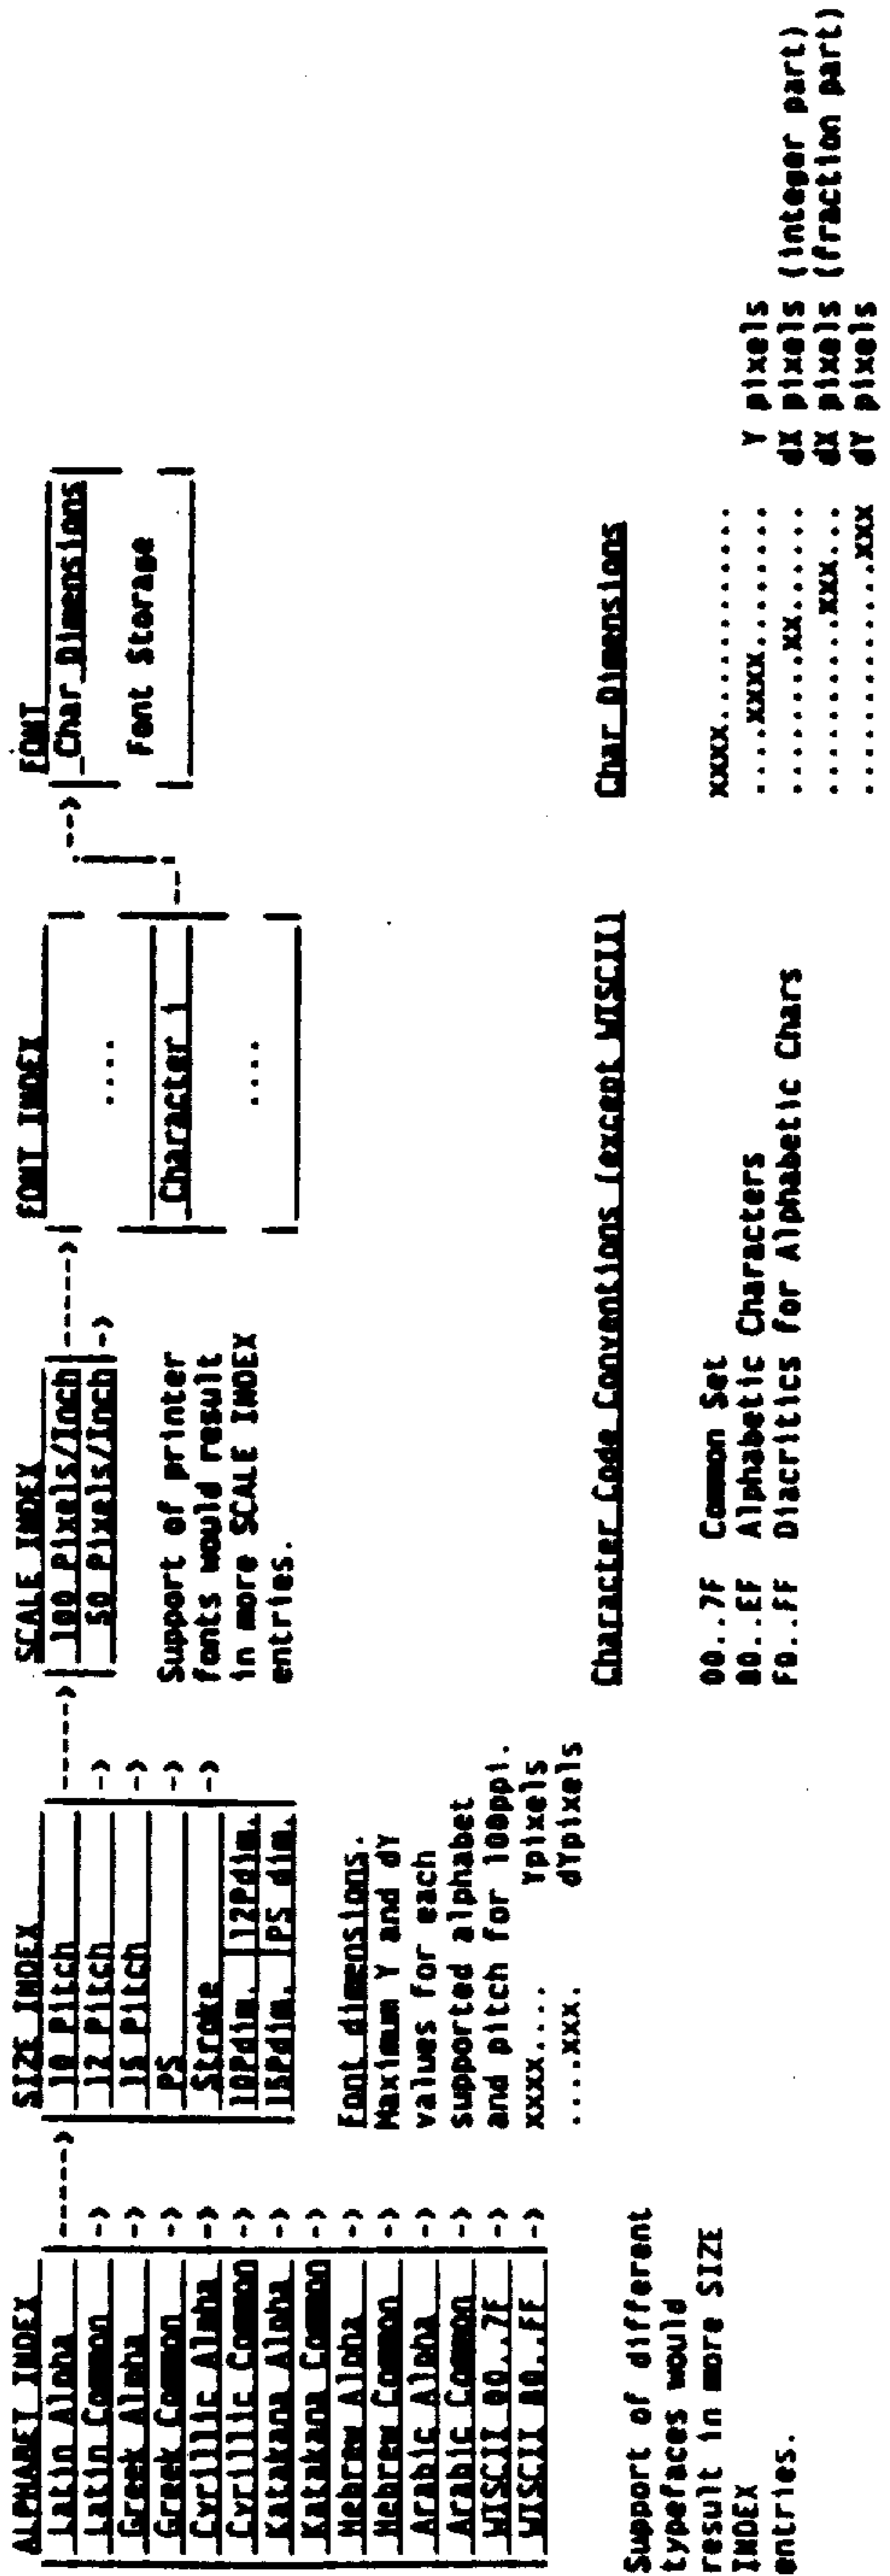 ALPHABET INDEX
Latin Alpha ----->
Latin Common ->
Greek Alpha ->
Greek Common ->
Cyrillic Alpha ->
Cyrillic Common ->
Katakana Alpha ->
Katakana Common ->
Hebrew Alpha ->
Hebrew Common ->
Arabic Alpha ->
Arabic Common ->
WISCII 00..7F ->
WISCII 80..FF ->
Support of different
typefaces would
result in more SIZE
INDEX
entries.
SIZE INDEX
10 Pitch ----->
12 Pitch ->
15 Pitch ->
PS ->
Stroke ->
10Pdim. 12Pdim.
15Pdim. PS dim.
Font dimensions.
Maximum Y and dY
values for each
supported alphabet
and pitch for 100ppi.
xxxx.... Ypixels
....xxx. dYpixels
SCALE INDEX
100 Pixels/Inch ----->
50 Pixels/Inch ->
Support of printer
fonts would result
in more SCALE INDEX
entries.
FONT INDEX
....
Character i
....
FONT
Char Dimensions
Font Storage
Character Code Conventions (except WISCII)
00..7F Common Set
80..EF Alphabetic Characters
F0..FF Diacritics for Alphabetic Chars
Char Dimensions
xxxx............
....xxxx........ Y pixels
........xx...... dX pixels (integer part)
..........xxx... dX pixels (fraction part)
.............xxx dY pixels